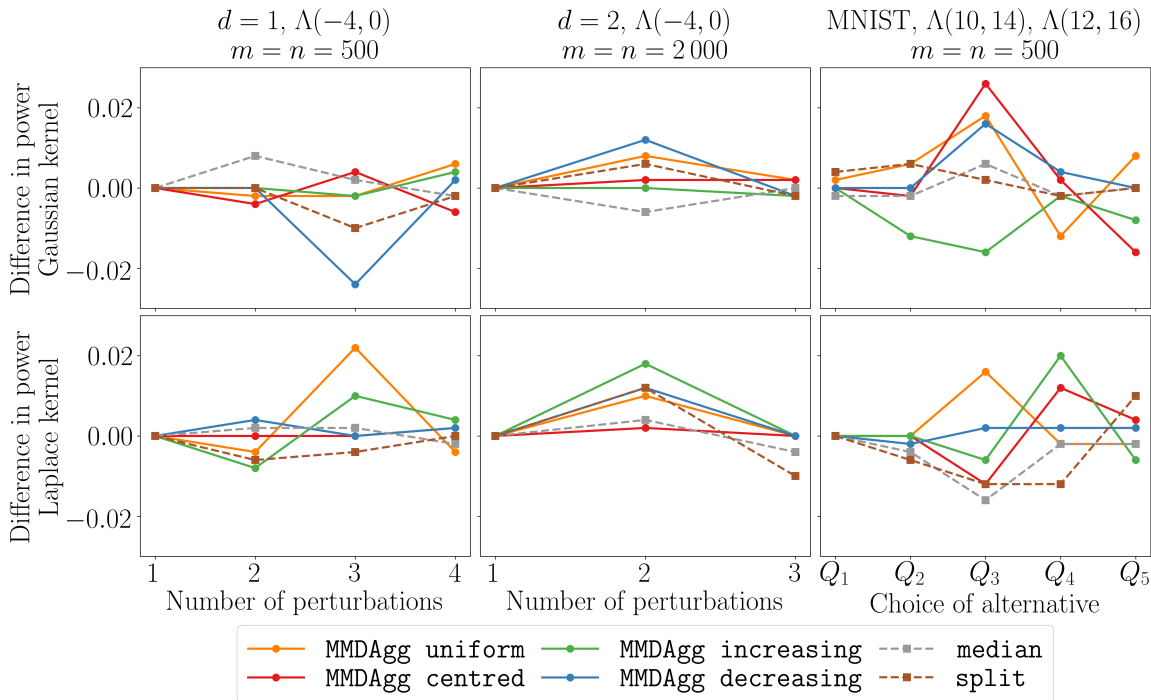 d = 1, Λ(−4, 0)
m = n = 500
d = 2, Λ(−4, 0)
m = n = 2 000
MNIST, Λ(10, 14), Λ(12, 16)
m = n = 500
Difference in power
Gaussian kernel
0.02
0.00
−0.02
Difference in power
Laplace kernel
0.02
0.00
−0.02
1 2 3 4
Number of perturbations
1 2 3
Number of perturbations
Q1 Q2 Q3 Q4 Q5
Choice of alternative
MMDAgg uniform MMDAgg increasing median
MMDAgg centred MMDAgg decreasing split